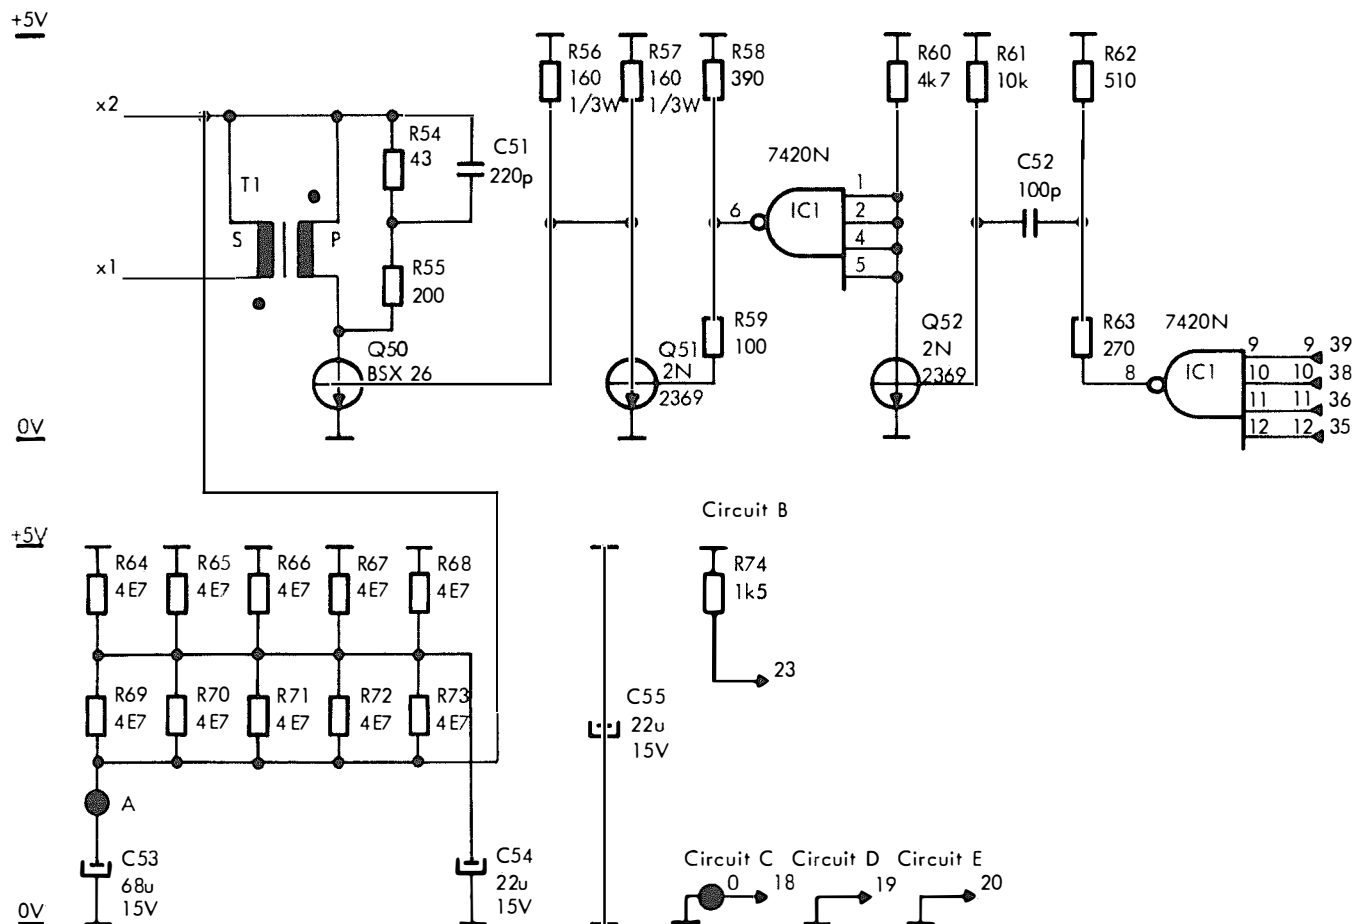 +5V
R56
160
1/3W
R57
160
1/3W
R58
390
R60
4k7
R61
10k
R62
510
x2
R54
43
C51
220p
7420N
C52
100p
T1
S
P
6
IC1
1
2
4
5
x1
R55
200
R59
100
Q50
BSX 26
Q51
2N
2369
Q52
2N
2369
R63
270
7420N
8
IC1
9
10
11
12
9
10
11
12
39
38
36
35
0V
Circuit B
+5V
R64
4E7
R65
4E7
R66
4E7
R67
4E7
R68
4E7
R74
1k5
23
R69
4E7
R70
4E7
R71
4E7
R72
4E7
R73
4E7
C55
22u
15V
A
C53
68u
15V
C54
22u
15V
Circuit C
0
18
Circuit D
19
Circuit E
20
0V